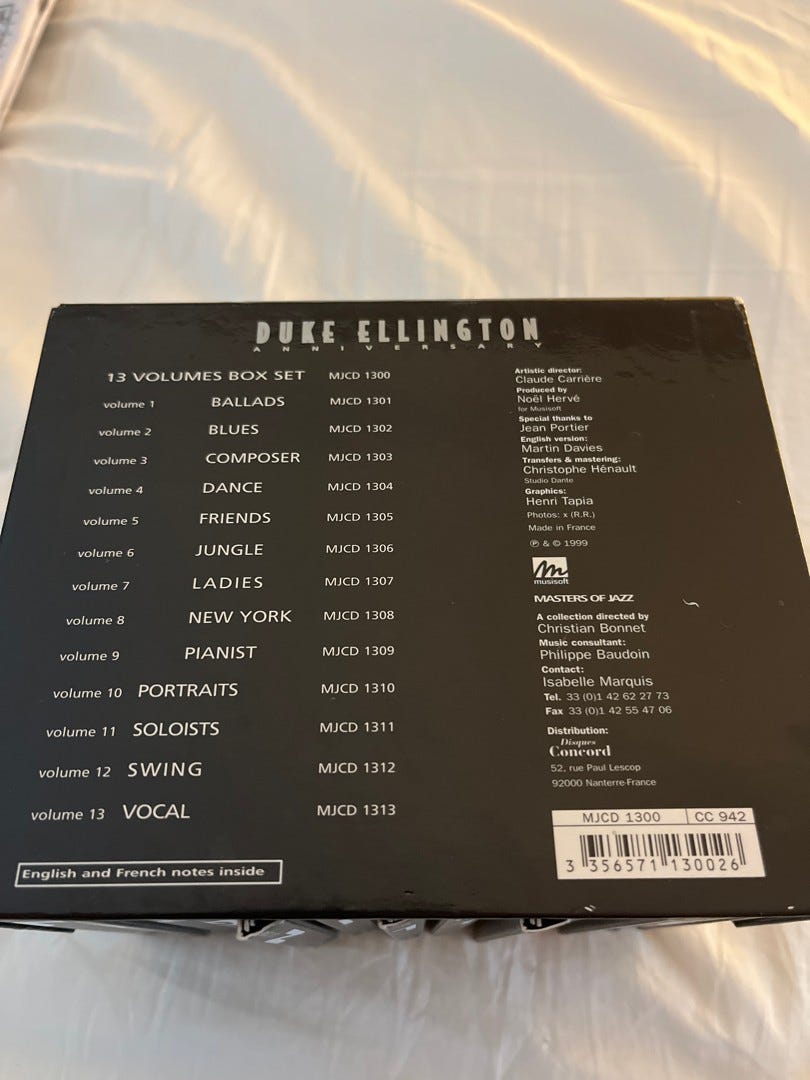 DUKE ELLINGTON
ANNIVERSARY
13 VOLUMES BOX SET MJCD 1300
volume 1 BALLADS MJCD 1301
volume 2 BLUES MJCD 1302
volume 3 COMPOSER MJCD 1303
volume 4 DANCE MJCD 1304
volume 5 FRIENDS MJCD 1305
volume 6 JUNGLE MJCD 1306
volume 7 LADIES MJCD 1307
volume 8 NEW YORK MJCD 1308
volume 9 PIANIST MJCD 1309
volume 10 PORTRAITS MJCD 1310
volume 11 SOLOISTS MJCD 1311
volume 12 SWING MJCD 1312
volume 13 VOCAL MJCD 1313
English and French notes inside
Artistic director:
Claude Carrière
Produced by
Noël Hervé
for Musisoft
Special thanks to
Jean Portier
English version:
Martin Davies
Transfers & mastering:
Christophe Hénault
Studio Dante
Graphics:
Henri Tapia
Photos: x (R.R.)
Made in France
℗ & © 1999
m
musisoft
MASTERS OF JAZZ
A collection directed by
Christian Bonnet
Music consultant:
Philippe Baudoin
Contact:
Isabelle Marquis
Tel. 33 (0)1 42 62 27 73
Fax 33 (0)1 42 55 47 06
Distribution:
Disques
Concord
52, rue Paul Lescop
92000 Nanterre-France
MJCD 1300 CC 942
3 356571 130026